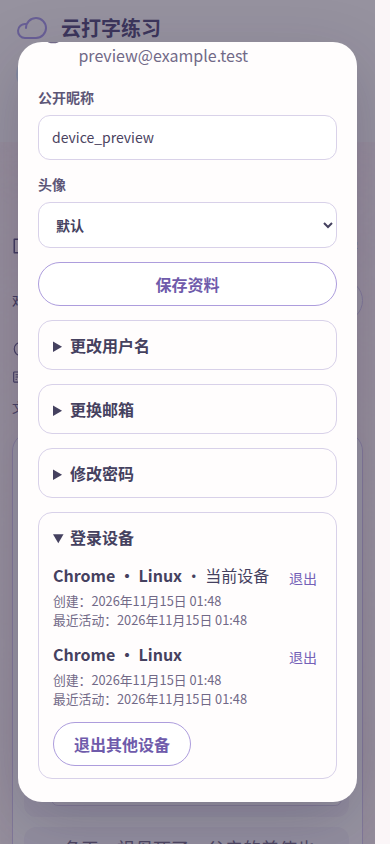 云打字练习
preview@example.test
公开昵称
device_preview
头像
默认
保存资料
更改用户名
更换邮箱
修改密码
登录设备
Chrome · Linux · 当前设备 退出
创建：2026年11月15日 01:48
最近活动：2026年11月15日 01:48
Chrome · Linux 退出
创建：2026年11月15日 01:48
最近活动：2026年11月15日 01:48
退出其他设备